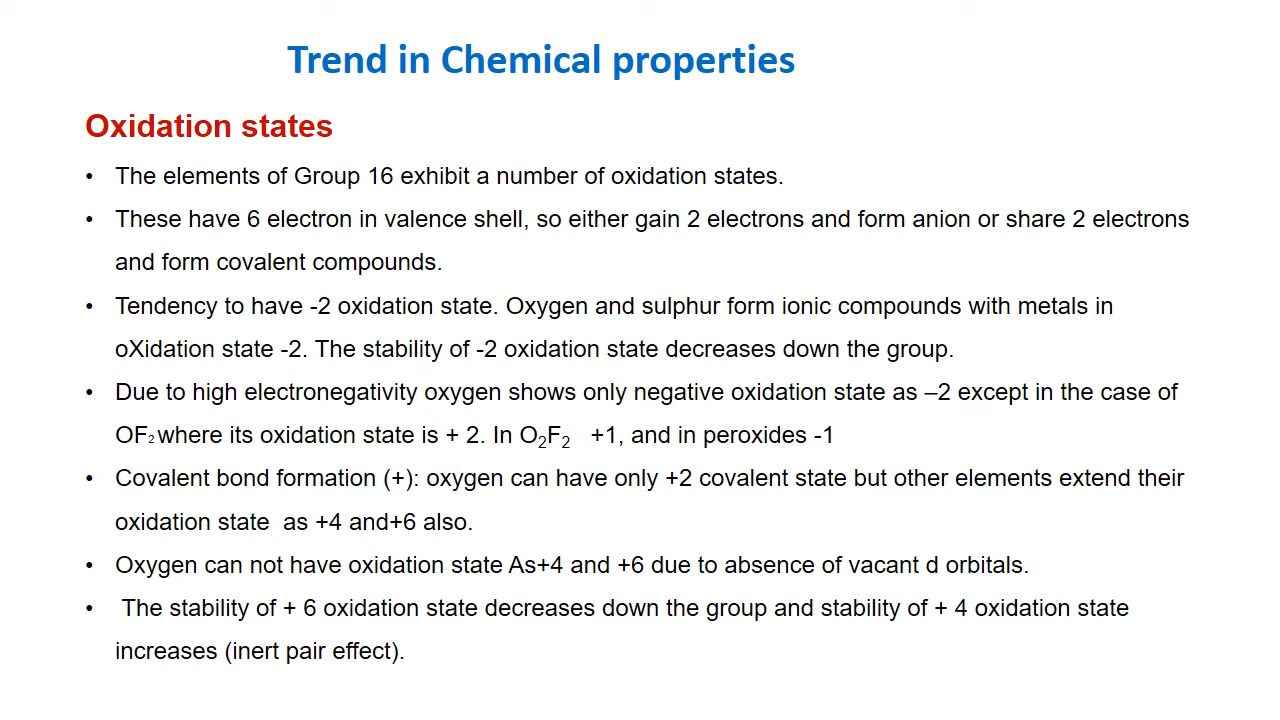 Trend in Chemical properties
Oxidation states
• The elements of Group 16 exhibit a number of oxidation states.
• These have 6 electron in valence shell, so either gain 2 electrons and form anion or share 2 electrons
and form covalent compounds.
• Tendency to have -2 oxidation state. Oxygen and sulphur form ionic compounds with metals in
oXidation state -2. The stability of -2 oxidation state decreases down the group.
• Due to high electronegativity oxygen shows only negative oxidation state as –2 except in the case of
OF₂ where its oxidation state is + 2. In O₂F₂ +1, and in peroxides -1
• Covalent bond formation (+): oxygen can have only +2 covalent state but other elements extend their
oxidation state as +4 and+6 also.
• Oxygen can not have oxidation state As+4 and +6 due to absence of vacant d orbitals.
• The stability of + 6 oxidation state decreases down the group and stability of + 4 oxidation state
increases (inert pair effect).